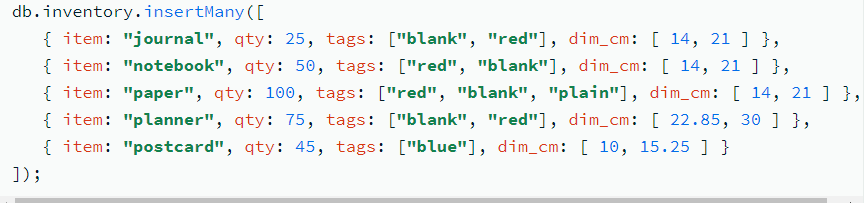 db.inventory.insertMany([
{ item: "journal", qty: 25, tags: ["blank", "red"], dim_cm: [ 14, 21 ] },
{ item: "notebook", qty: 50, tags: ["red", "blank"], dim_cm: [ 14, 21 ] },
{ item: "paper", qty: 100, tags: ["red", "blank", "plain"], dim_cm: [ 14, 21 ] },
{ item: "planner", qty: 75, tags: ["blank", "red"], dim_cm: [ 22.85, 30 ] },
{ item: "postcard", qty: 45, tags: ["blue"], dim_cm: [ 10, 15.25 ] }
]);